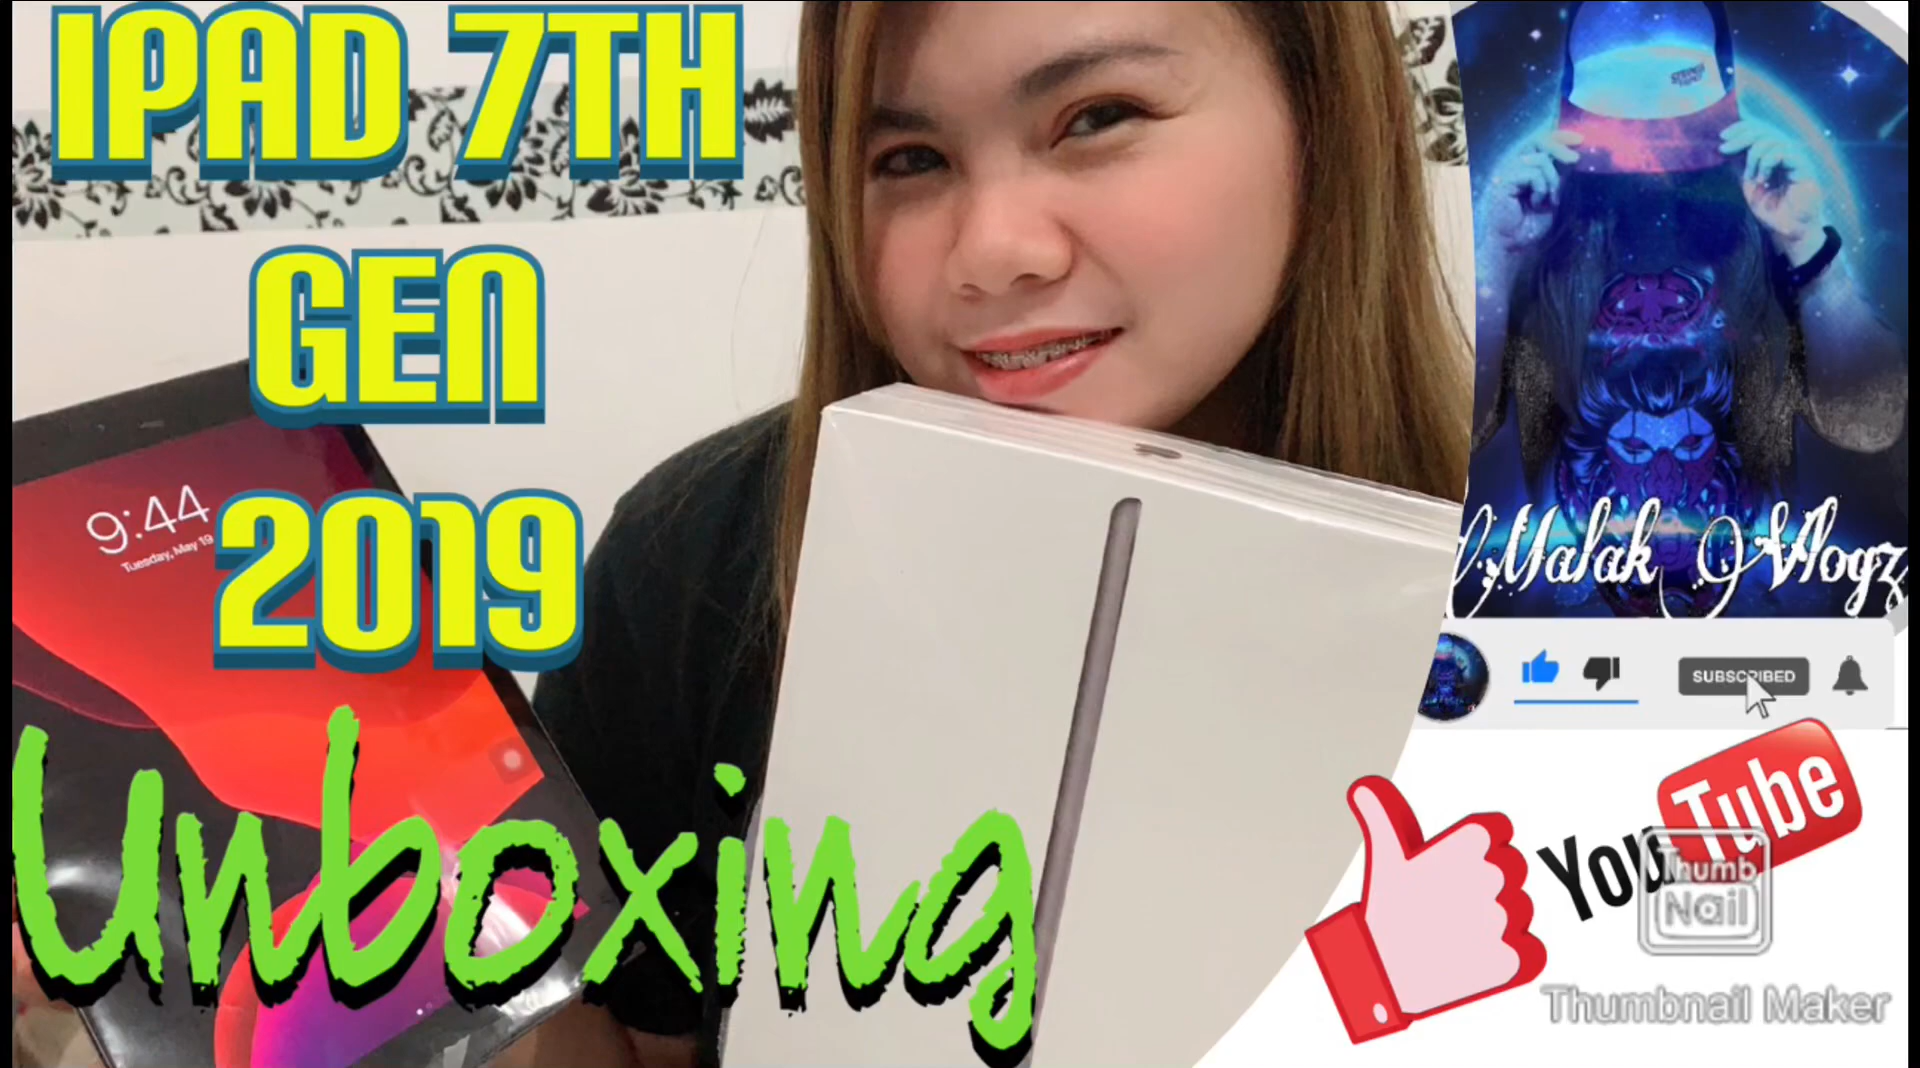 IPAD 7TH
GEN
2019
Unboxing
9:44
Tuesday, May 19
Malak Vlogz
SUBSCRIBED
YouTube
Thumb
Nail
Thumbnail Maker